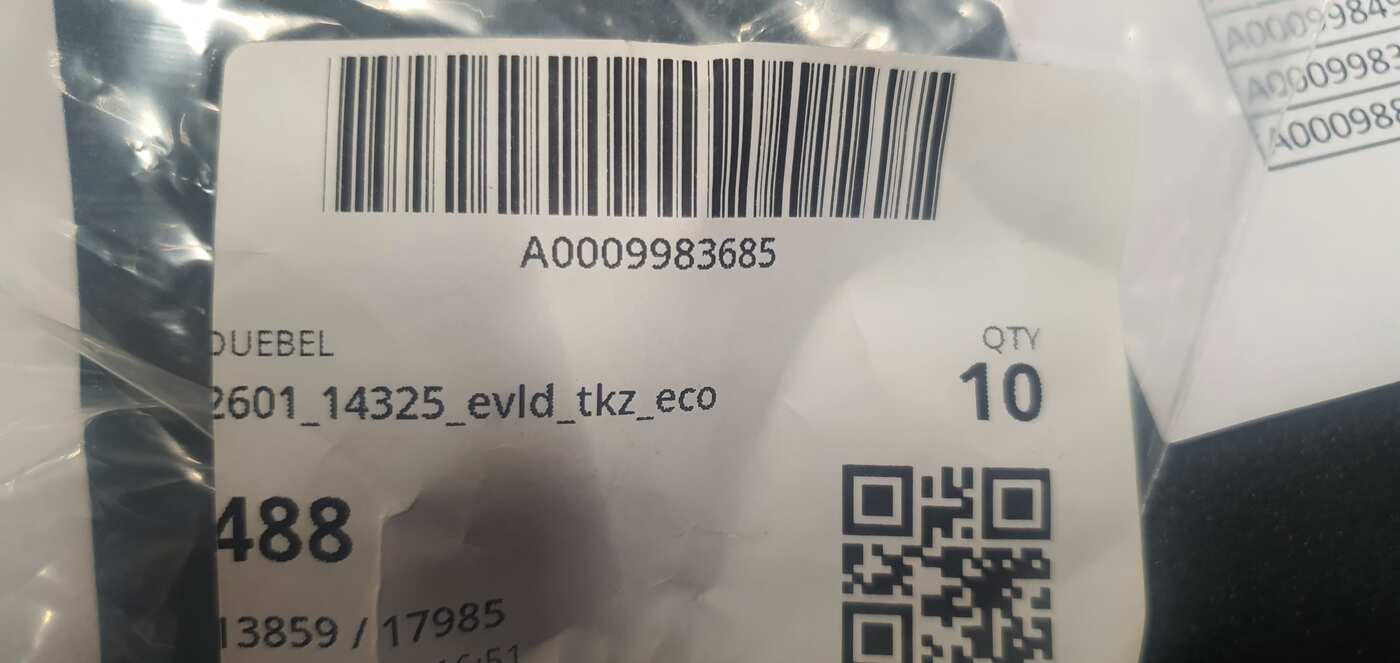 A0009983685
DUEBEL
QTY
2601_14325_evld_tkz_eco
10
488
13859 / 17985